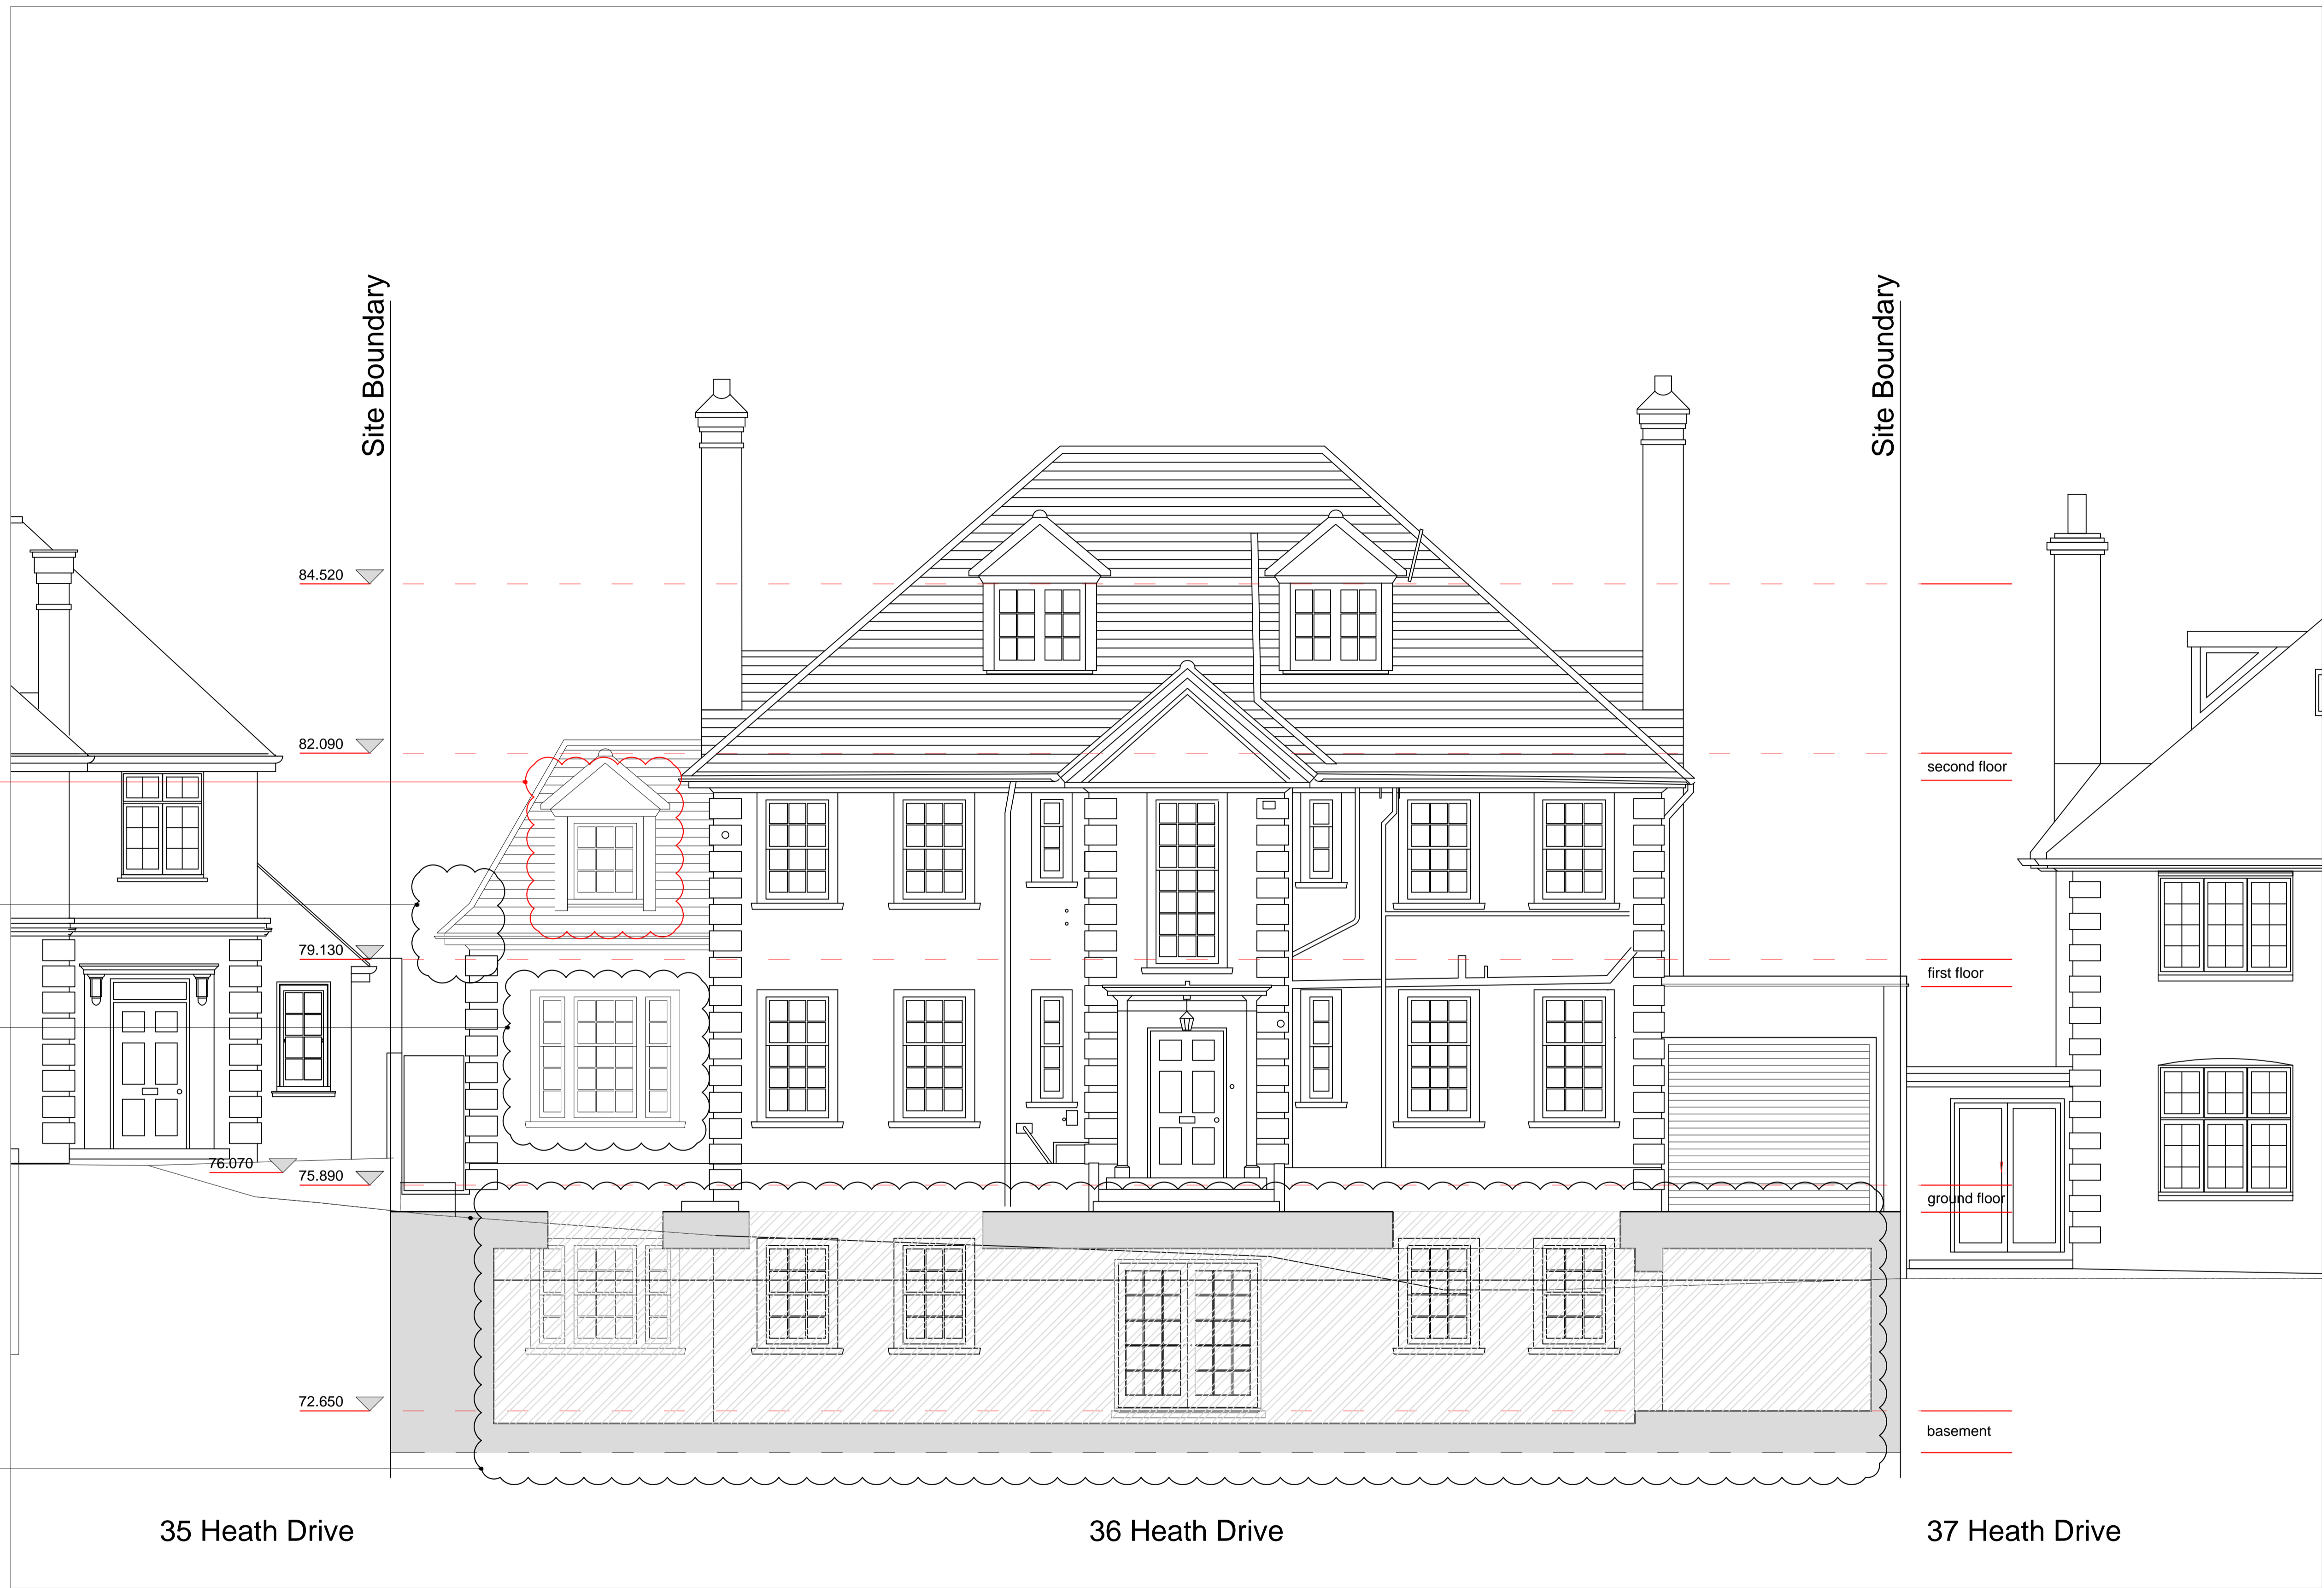 Site Boundary
Site Boundary
84.520
82.090
second floor
79.130
first floor
76.070
75.890
ground floor
72.650
basement
35 Heath Drive
36 Heath Drive
37 Heath Drive